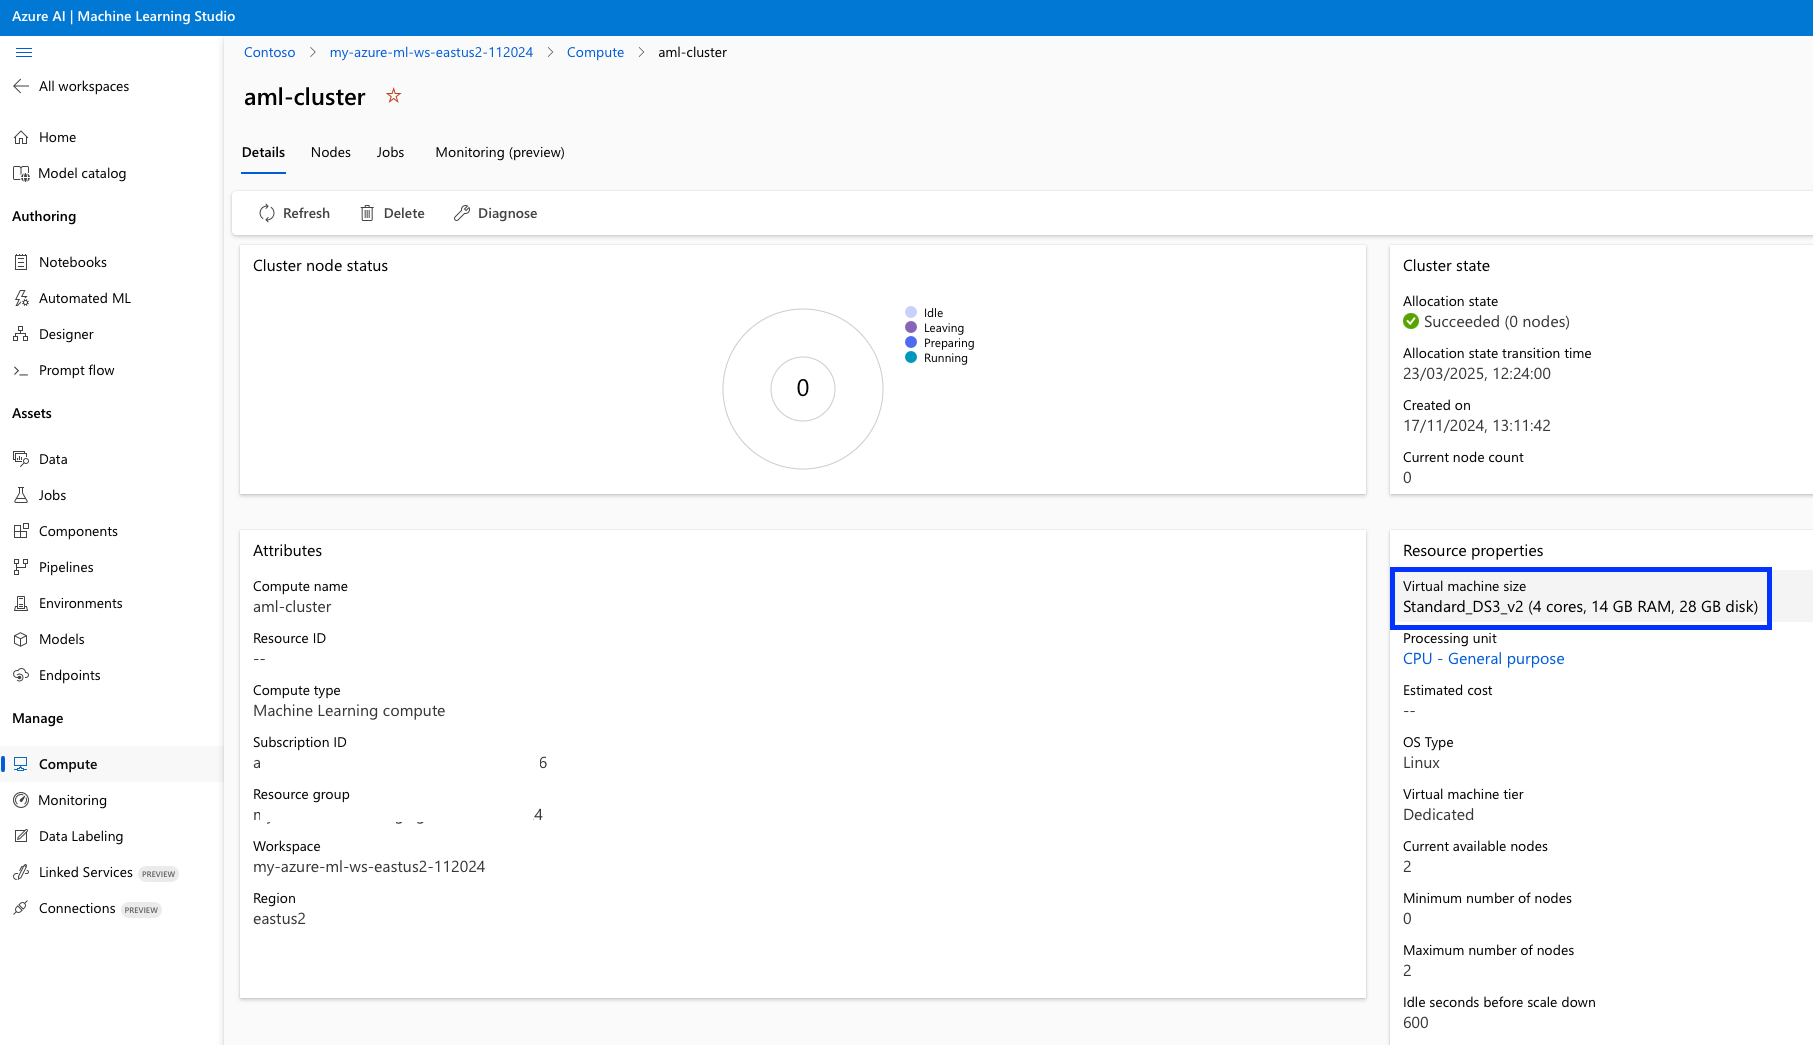 Azure AI | Machine Learning Studio
Contoso > my-azure-ml-ws-eastus2-112024 > Compute > aml-cluster
All workspaces
Home
Model catalog
Authoring
Notebooks
Automated ML
Designer
Prompt flow
Assets
Data
Jobs
Components
Pipelines
Environments
Models
Endpoints
Manage
Compute
Monitoring
Data Labeling
Linked Services PREVIEW
Connections PREVIEW
aml-cluster
Details Nodes Jobs Monitoring (preview)
Refresh Delete Diagnose
Cluster node status
0
Idle
Leaving
Preparing
Running
Cluster state
Allocation state
Succeeded (0 nodes)
Allocation state transition time
23/03/2025, 12:24:00
Created on
17/11/2024, 13:11:42
Current node count
0
Attributes
Compute name
aml-cluster
Resource ID
--
Compute type
Machine Learning compute
Subscription ID
a 6
Resource group
4
Workspace
my-azure-ml-ws-eastus2-112024
Region
eastus2
Resource properties
Virtual machine size
Standard_DS3_v2 (4 cores, 14 GB RAM, 28 GB disk)
Processing unit
CPU - General purpose
Estimated cost
--
OS Type
Linux
Virtual machine tier
Dedicated
Current available nodes
2
Minimum number of nodes
0
Maximum number of nodes
2
Idle seconds before scale down
600